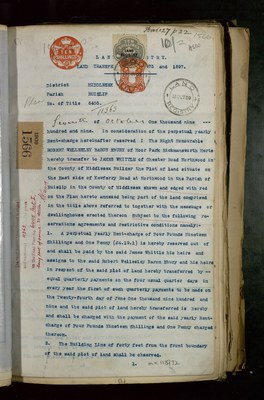 LAND REGISTRY.
LAND TRANSFER ACTS 1875 and 1897.
District MIDDLESEX
Parish RUISLIP
No. of Title
Seventh of October one thousand nine
hundred and nine. In consideration of the perpetual yearly
Rent-charge hereinafter reserved I The Right Honourable
ROBERT WELLESLEY BARON EBURY of Moor Park Rickmansworth Herts
hereby transfer to JAMES WHITTLE of Chester Road Northwood in
the County of Middlesex Builder the Plot of land situate on
the East side of Roxbury Road at Northwood in the Parish of
Ruislip in the County of Middlesex shown and edged with red
on the Plan hereto annexed being part of the land comprised
in the title above referred to together with the messuage or
dwellinghouse erected thereon Subject to the following re-
servations agreements and restrictive conditions namely:-
1. A perpetual yearly Rent-charge of Four Pounds Nineteen
Shillings and One Penny (£4.19.1) is hereby reserved out of
and shall be paid by the said James Whittle his heirs and
assigns to the said Robert Wellesley Baron Ebury and his heirs
in respect of the said plot of land hereby transferred by
equal quarterly payments on the four usual quarter days in
every year the first of such quarterly payments to be made on
the Twenty-fourth day of June One thousand nine hundred and
nine and the said plot of land hereby transferred is hereby
and shall be charged with the payment of the said yearly Rent-
charge of Four Pounds Nineteen Shillings and One Penny charged
thereon.
2. The Building Line of forty feet from the front boundary
of the said plot of land shall be observed.
1.
1566